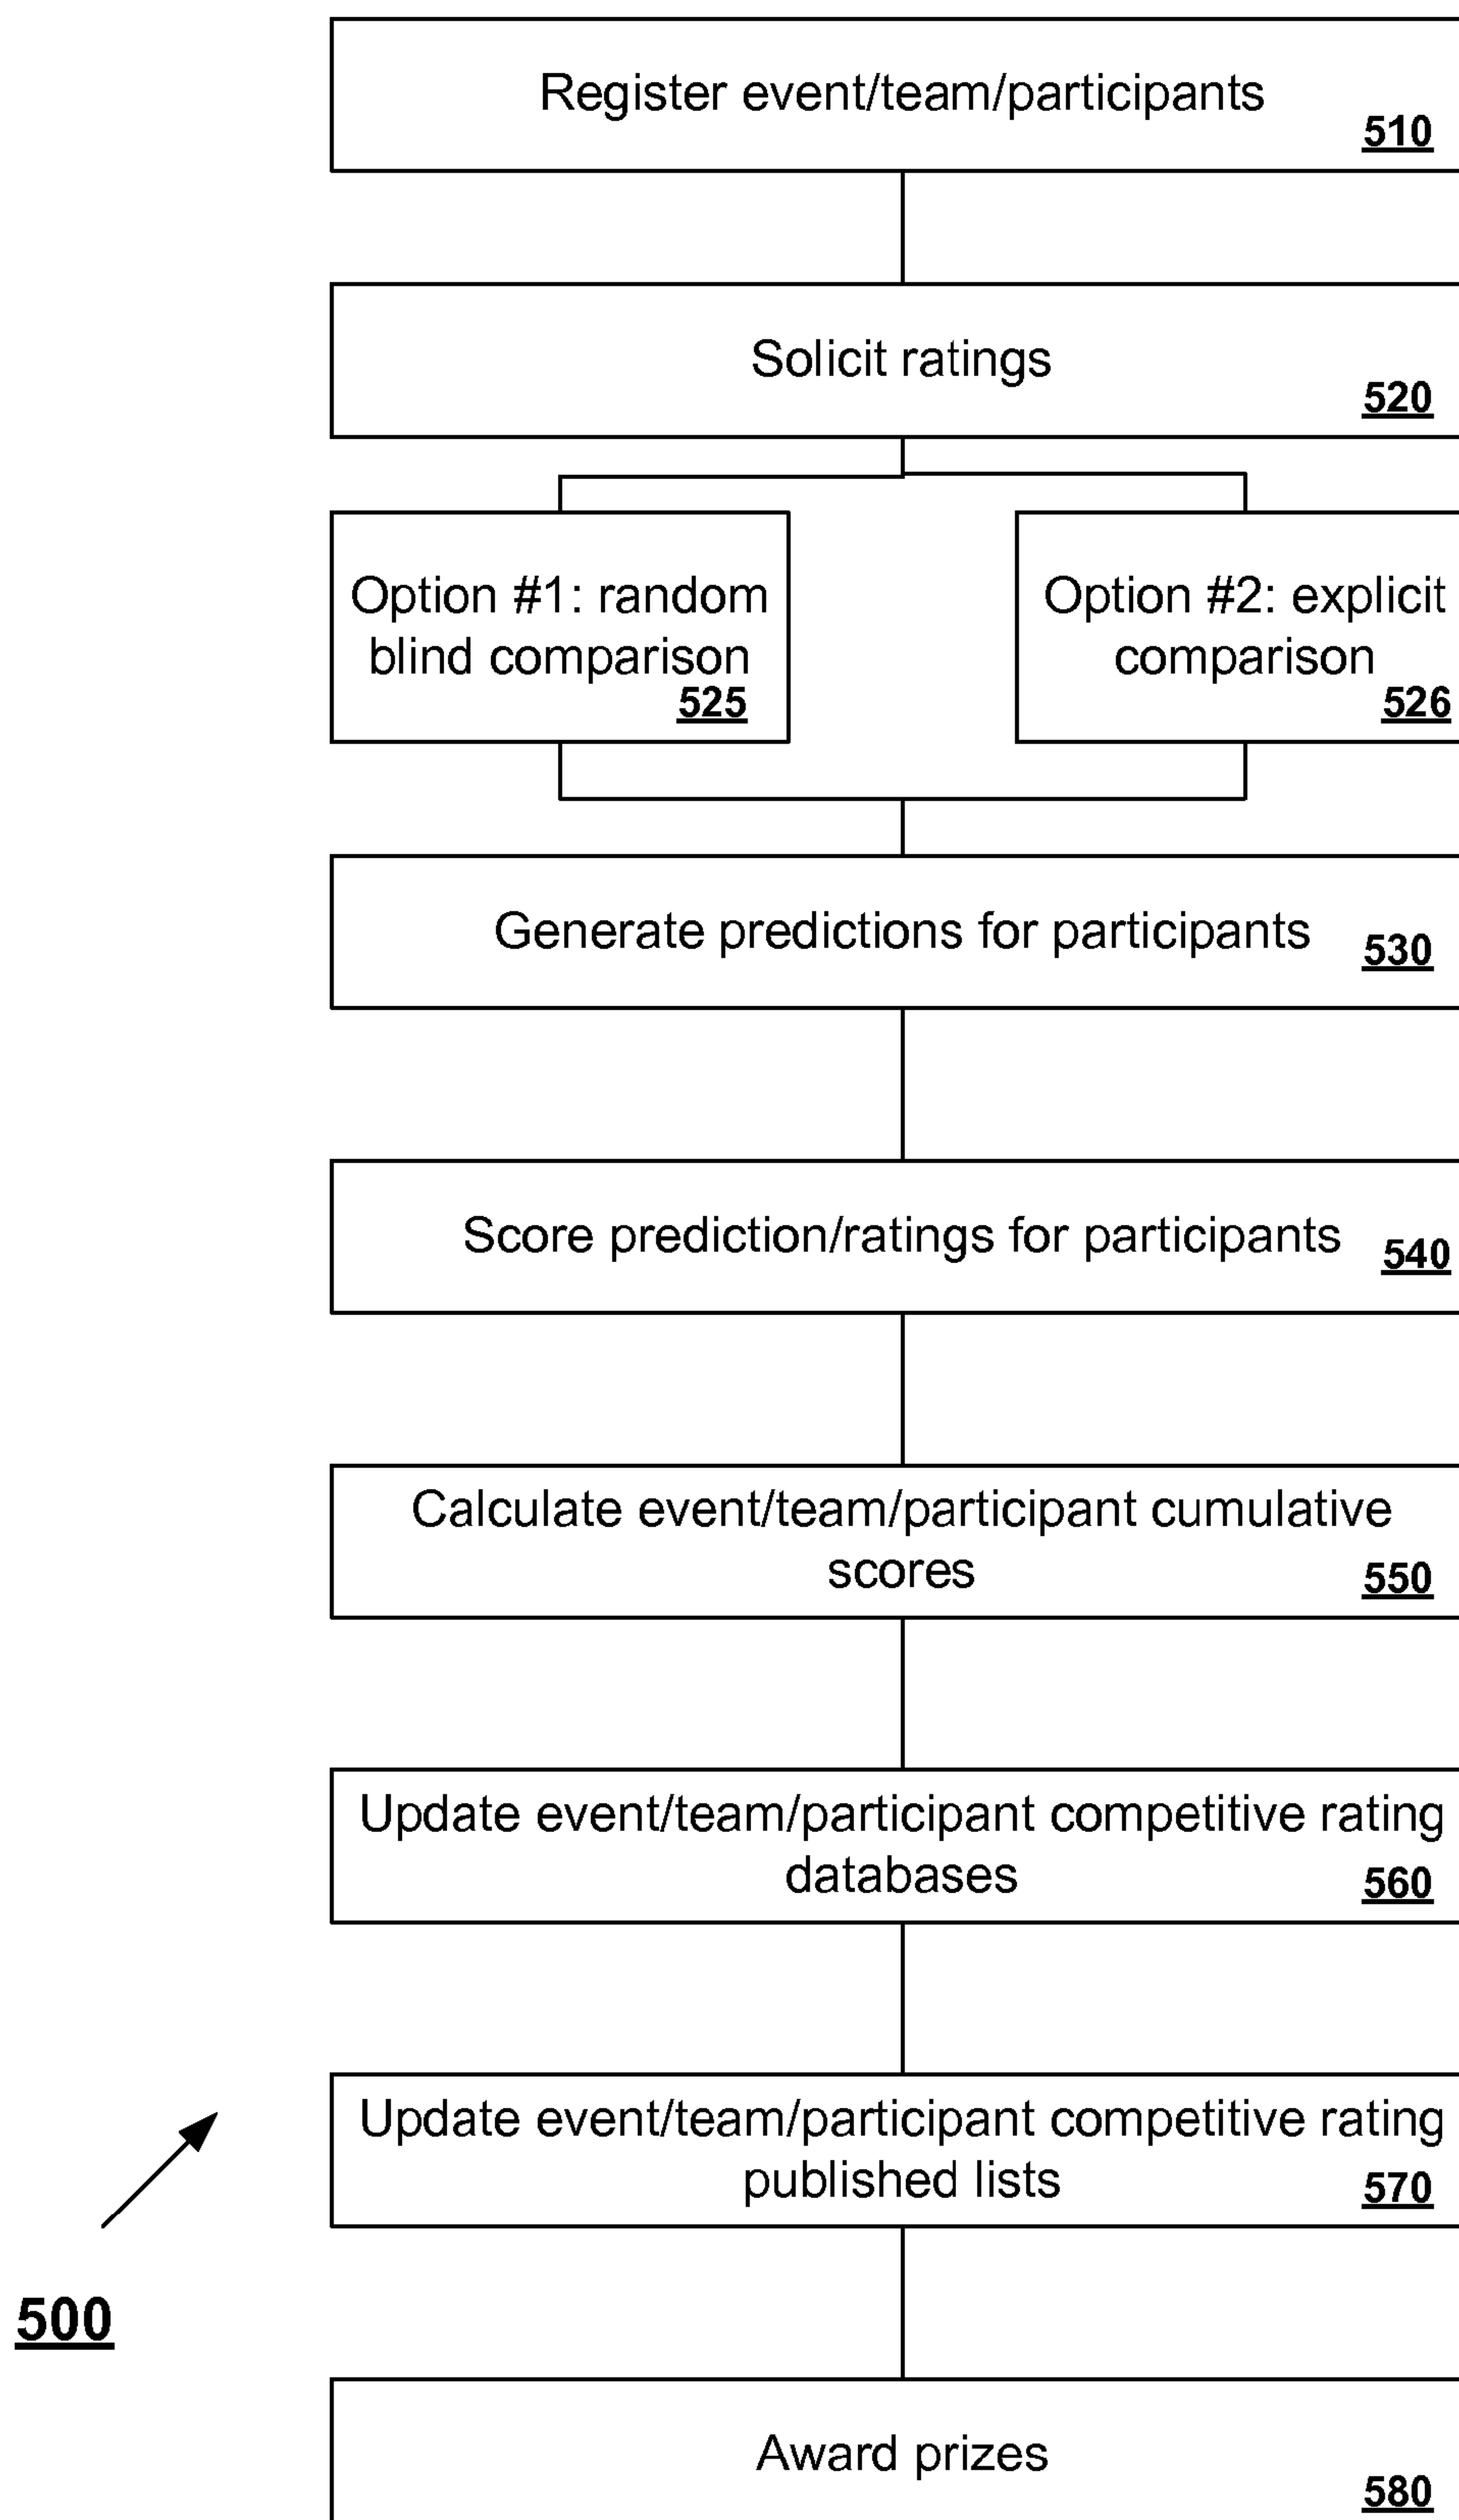 Register event/team/participants
510
Solicit ratings
520
Option #1: random
blind comparison
525
Option #2: explicit
comparison
526
Generate predictions for participants
530
Score prediction/ratings for participants
540
Calculate event/team/participant cumulative
scores
550
Update event/team/participant competitive rating
databases
560
Update event/team/participant competitive rating
published lists
570
500
Award prizes
580